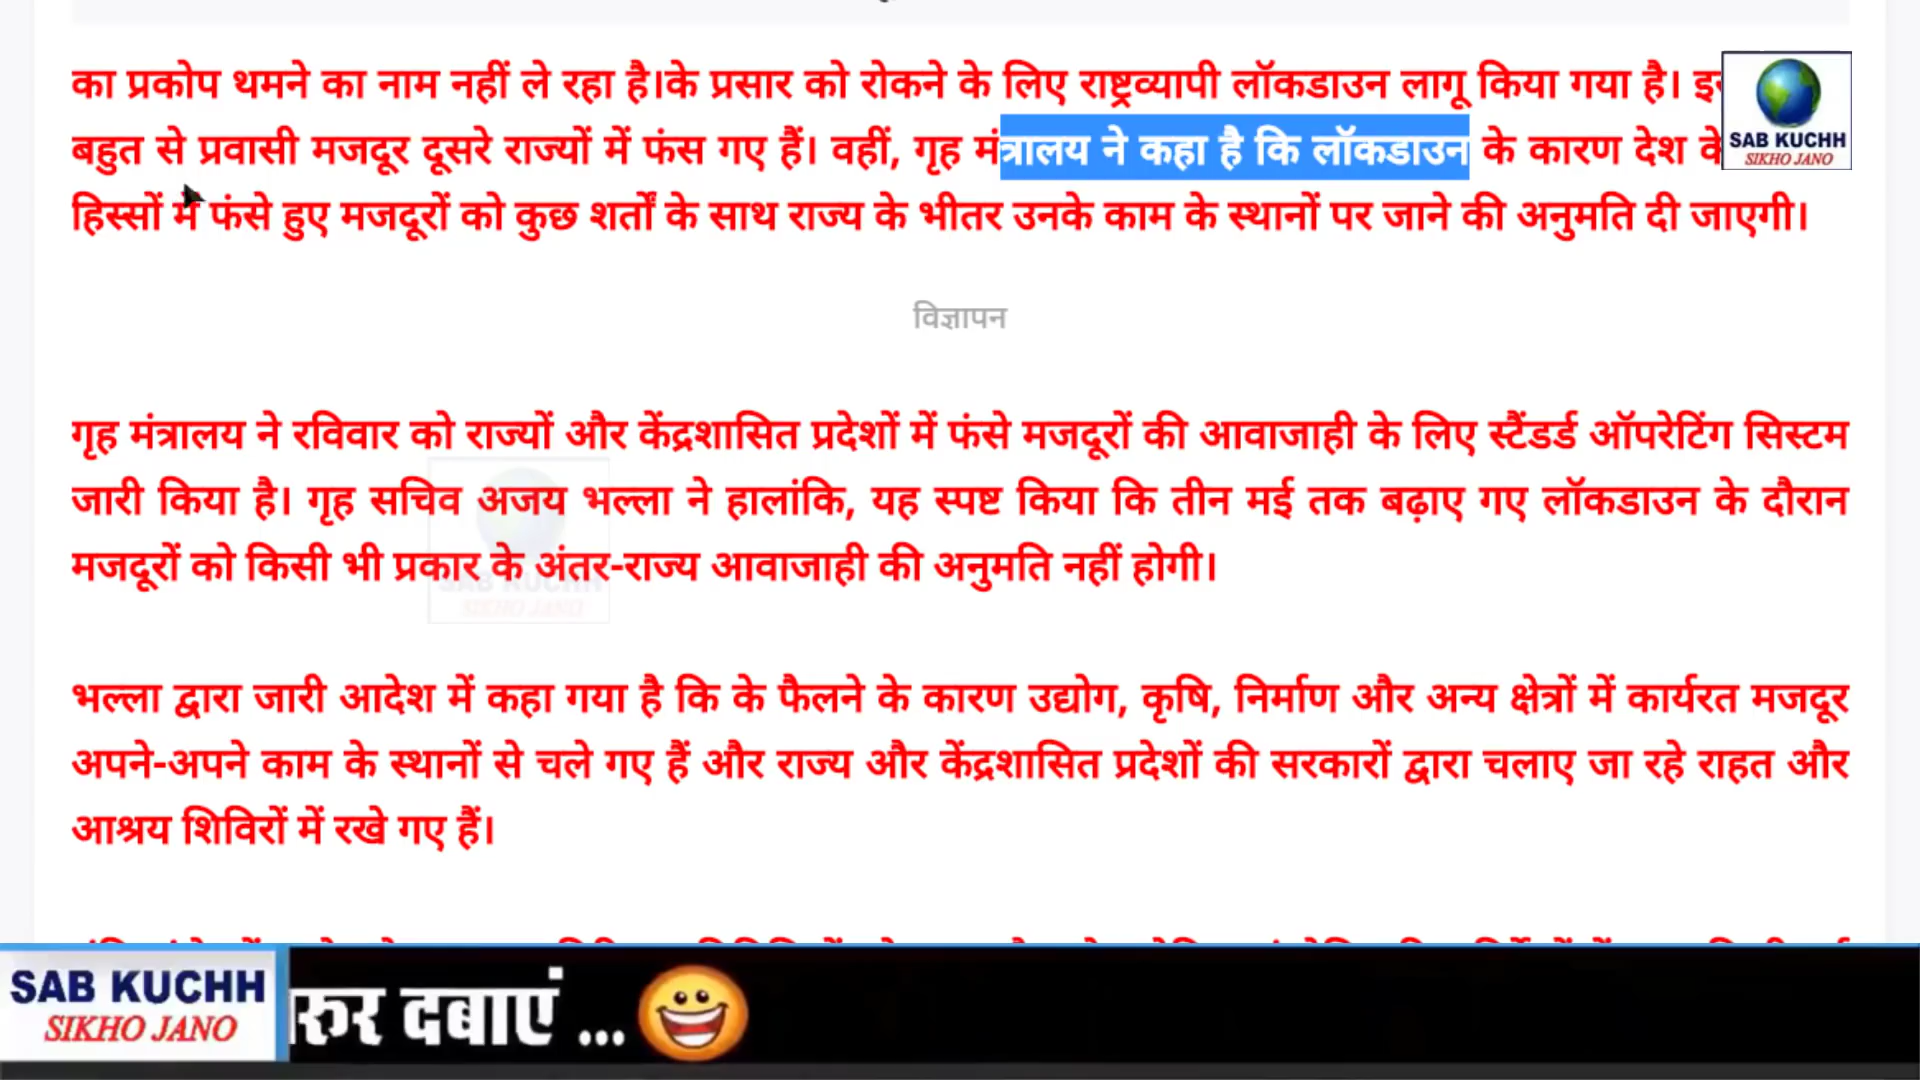 का प्रकोप थमने का नाम नहीं ले रहा है।के प्रसार को रोकने के लिए राष्ट्रव्यापी लॉकडाउन लागू किया गया है।
बहुत से प्रवासी मजदूर दूसरे राज्यों में फंस गए हैं। वहीं, गृह मंत्रालय ने कहा है कि लॉकडाउन के कारण देश के
हिस्सों में फंसे हुए मजदूरों को कुछ शर्तों के साथ राज्य के भीतर उनके काम के स्थानों पर जाने की अनुमति दी जाएगी।
SAB KUCHH
SIKHO JANO
विज्ञापन
गृह मंत्रालय ने रविवार को राज्यों और केंद्रशासित प्रदेशों में फंसे मजदूरों की आवाजाही के लिए स्टैंडर्ड ऑपरेटिंग सिस्टम
जारी किया है। गृह सचिव अजय भल्ला ने हालांकि, यह स्पष्ट किया कि तीन मई तक बढ़ाए गए लॉकडाउन के दौरान
मजदूरों को किसी भी प्रकार के अंतर-राज्य आवाजाही की अनुमति नहीं होगी।
SAB KUCHH
SIKHO JANO
भल्ला द्वारा जारी आदेश में कहा गया है कि के फैलने के कारण उद्योग, कृषि, निर्माण और अन्य क्षेत्रों में कार्यरत मजदूर
अपने-अपने काम के स्थानों से चले गए हैं और राज्य और केंद्रशासित प्रदेशों की सरकारों द्वारा चलाए जा रहे राहत और
आश्रय शिविरों में रखे गए हैं।
SAB KUCHH
SIKHO JANO
रुर दबाएं ...